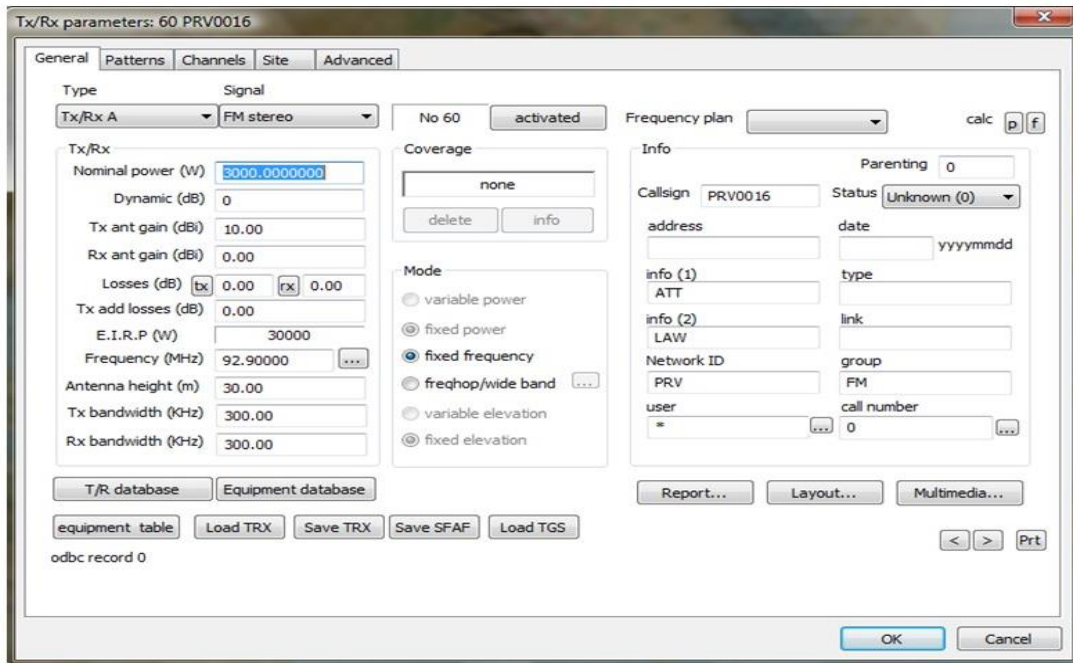 Tx/Rx parameters: 60 PRV0016
General Patterns Channels Site Advanced
Type Signal
Tx/Rx A FM stereo No 60 activated Frequency plan calc p f
Tx/Rx
Nominal power (W) 3000.0000000
Dynamic (dB) 0
Tx ant gain (dBi) 10.00
Rx ant gain (dBi) 0.00
Losses (dB) tx 0.00 rx 0.00
Tx add losses (dB) 0.00
E.I.R.P (W) 30000
Frequency (MHz) 92.90000 ...
Antenna height (m) 30.00
Tx bandwidth (KHz) 300.00
Rx bandwidth (KHz) 300.00
Coverage
none
delete info
Mode
variable power
fixed power
fixed frequency
freqhop/wide band ...
variable elevation
fixed elevation
Info
Parenting 0
Callsign PRV0016 Status Unknown (0)
address date
yyyymmdd
info (1) type
ATT
info (2) link
LAW
Network ID group
PRV FM
user call number
* ... 0 ...
T/R database Equipment database
Report... Layout... Multimedia...
equipment table Load TRX Save TRX Save SFAF Load TGS
< > Prt
odbc record 0
OK Cancel